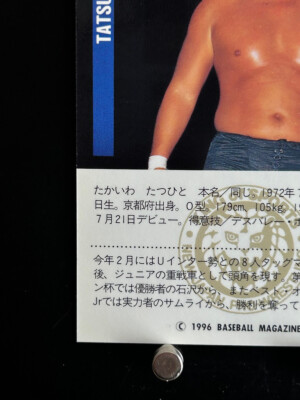 TATSU
たかいわ たつひと 本名/同じ。1972年7
日生。京都府出身。O型。179cm、105kg。
7月21日デビュー。得意技/デスバレー・
今年2月にはUインター勢との8人タッグマ
後、ジュニアの重戦車として頭角を現す。
ン杯では優勝者の石沢から、またベスト・オ
Jrでは実力者のサムライから、勝利を奪って
© 1996 BASEBALL MAGAZINE